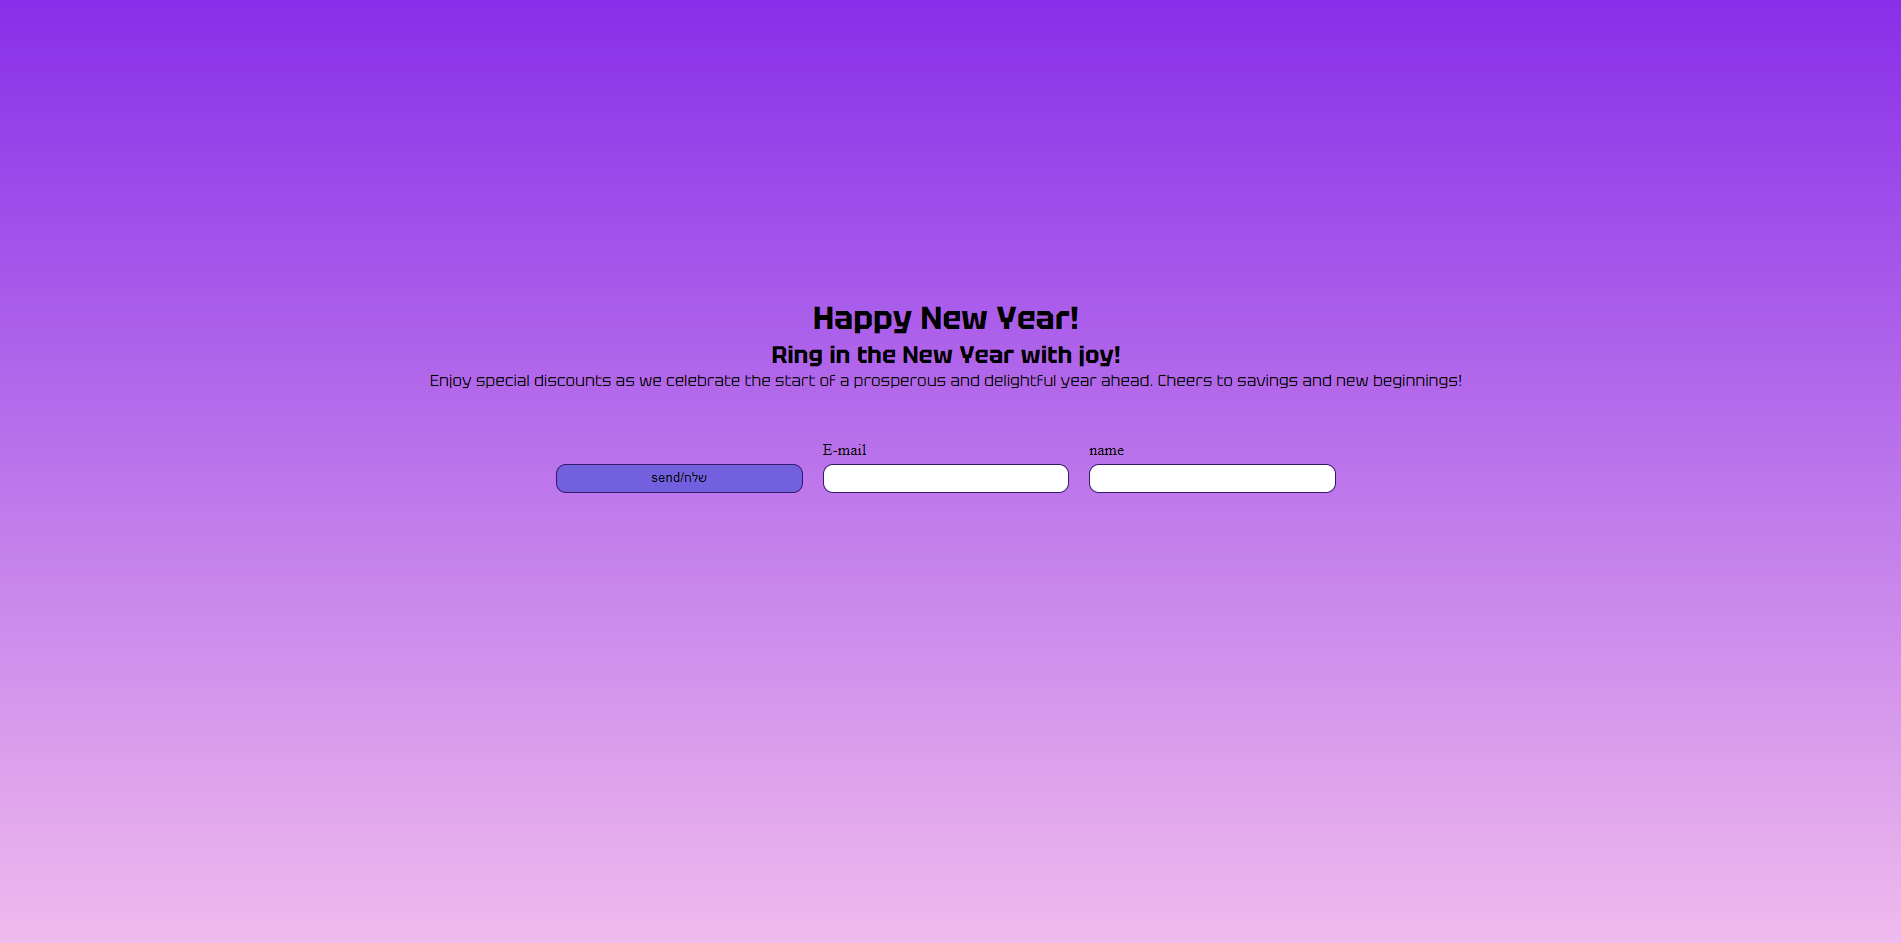 Happy New Year!
Ring in the New Year with joy!
Enjoy special discounts as we celebrate the start of a prosperous and delightful year ahead. Cheers to savings and new beginnings!
E-mail
name
send/שלח